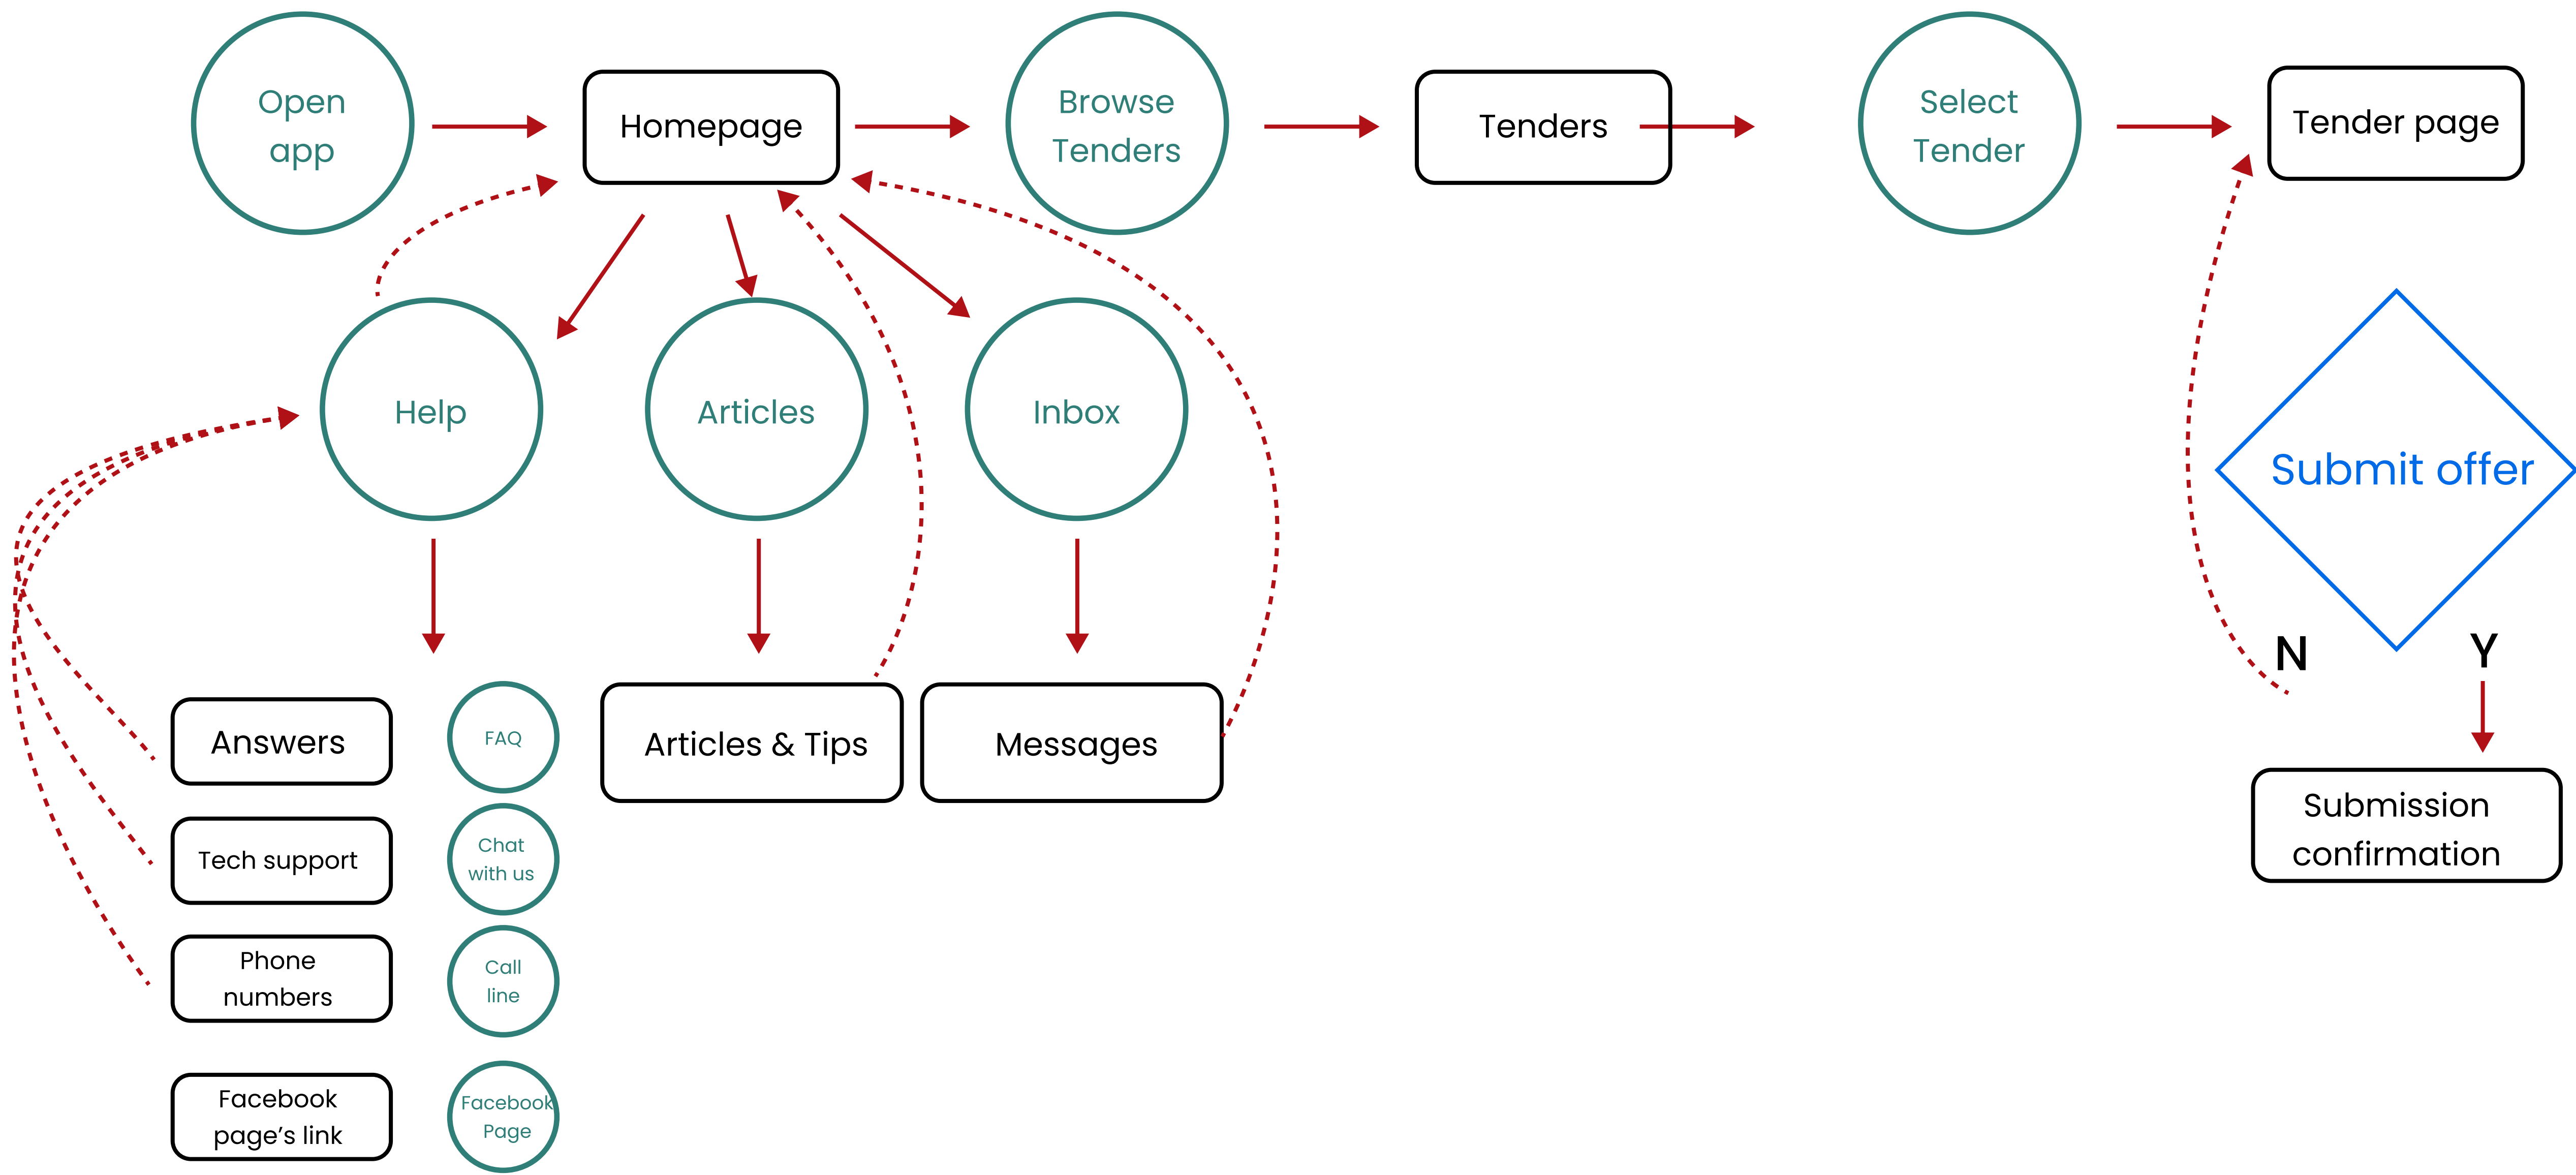 Open
app
Homepage
Browse
Tenders
Tenders
Select
Tender
Tender page
Help
Articles
Inbox
Submit offer
N
Y
Answers
FAQ
Articles & Tips
Messages
Submission
confirmation
Tech support
Chat
with us
Phone
numbers
Call
line
Facebook
page’s link
Facebook
Page